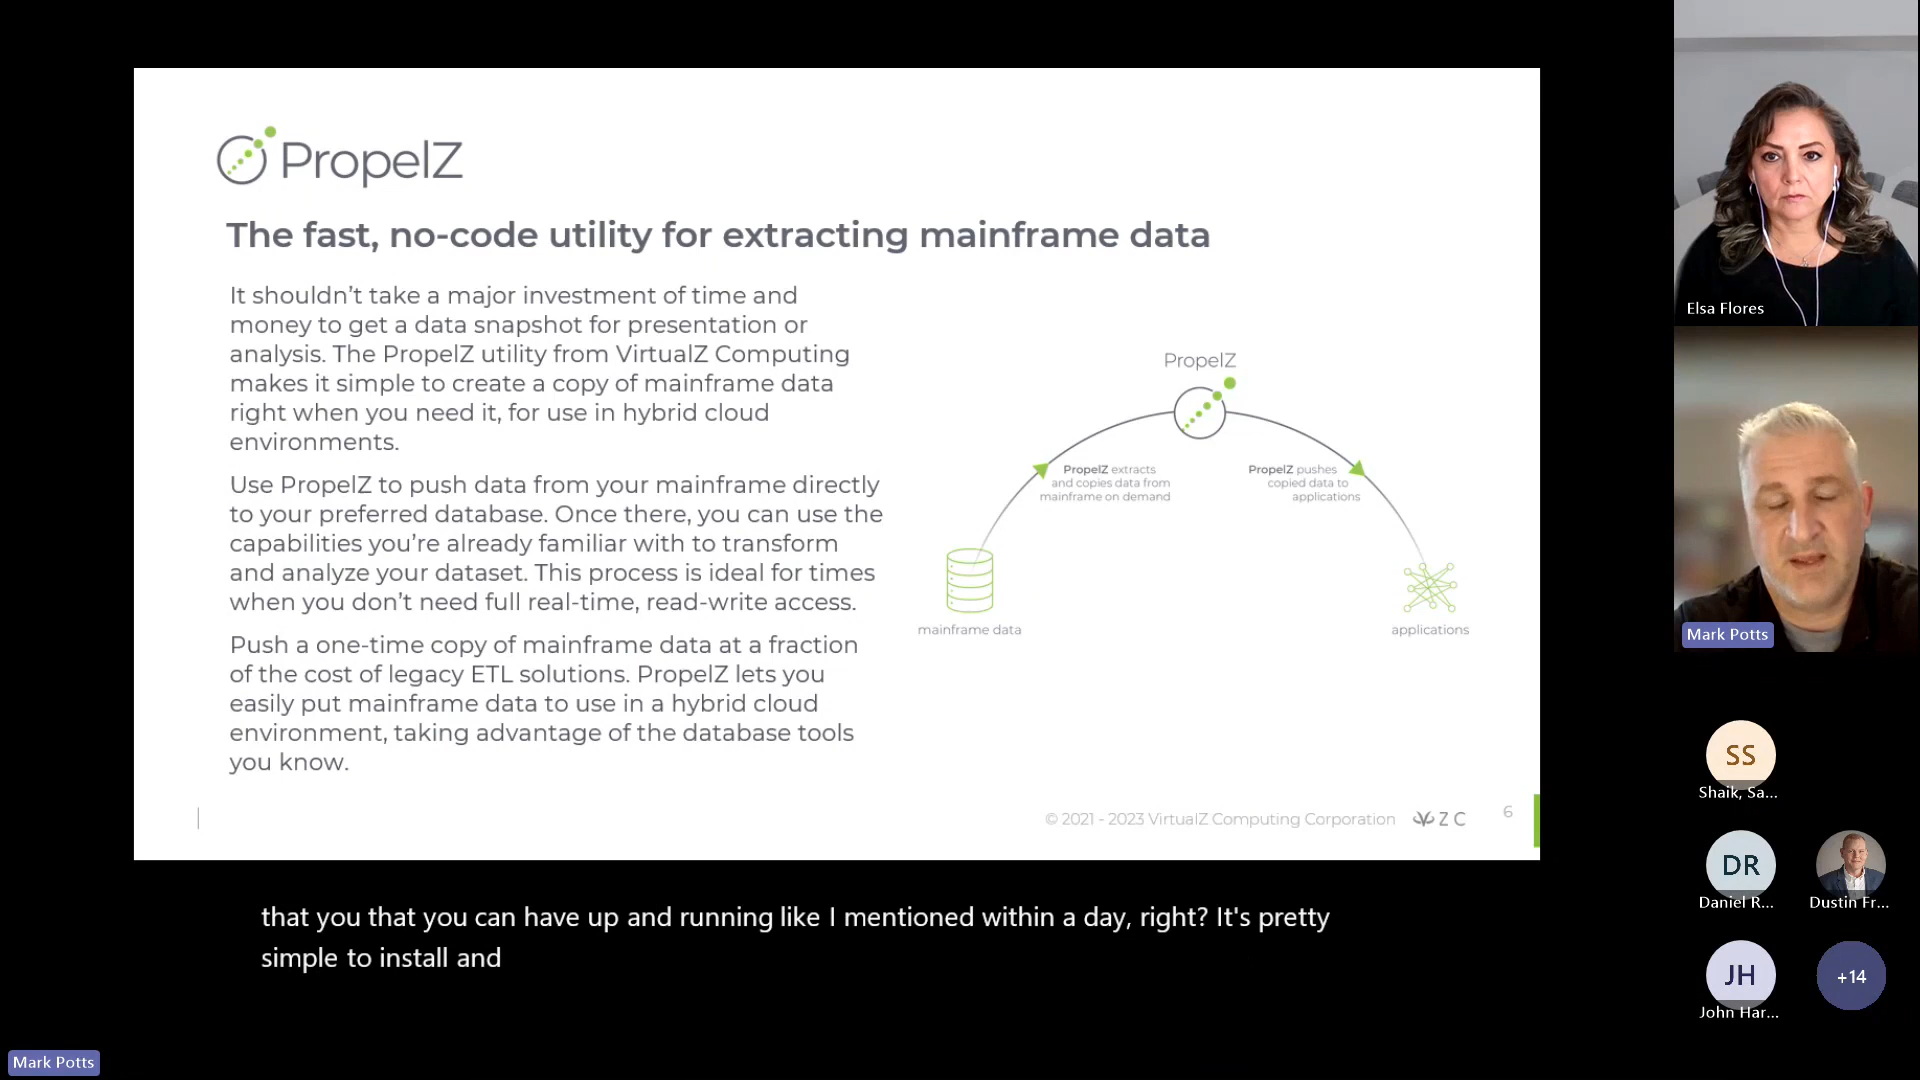 PropelZ
The fast, no-code utility for extracting mainframe data
It shouldn’t take a major investment of time and
money to get a data snapshot for presentation or
analysis. The PropelZ utility from VirtualZ Computing
makes it simple to create a copy of mainframe data
right when you need it, for use in hybrid cloud
environments.
Use PropelZ to push data from your mainframe directly
to your preferred database. Once there, you can use the
capabilities you’re already familiar with to transform
and analyze your dataset. This process is ideal for times
when you don’t need full real-time, read-write access.
Push a one-time copy of mainframe data at a fraction
of the cost of legacy ETL solutions. PropelZ lets you
easily put mainframe data to use in a hybrid cloud
environment, taking advantage of the database tools
you know.
PropelZ
PropelZ extracts
and copies data from
mainframe on demand
PropelZ pushes
copied data to
applications
mainframe data
applications
© 2021 - 2023 VirtualZ Computing Corporation
ZC
6
that you that you can have up and running like I mentioned within a day, right? It's pretty
simple to install and
Mark Potts
Elsa Flores
Mark Potts
SS
Shaik, Sa...
DR
Daniel R...
Dustin Fr...
JH
John Har...
+14